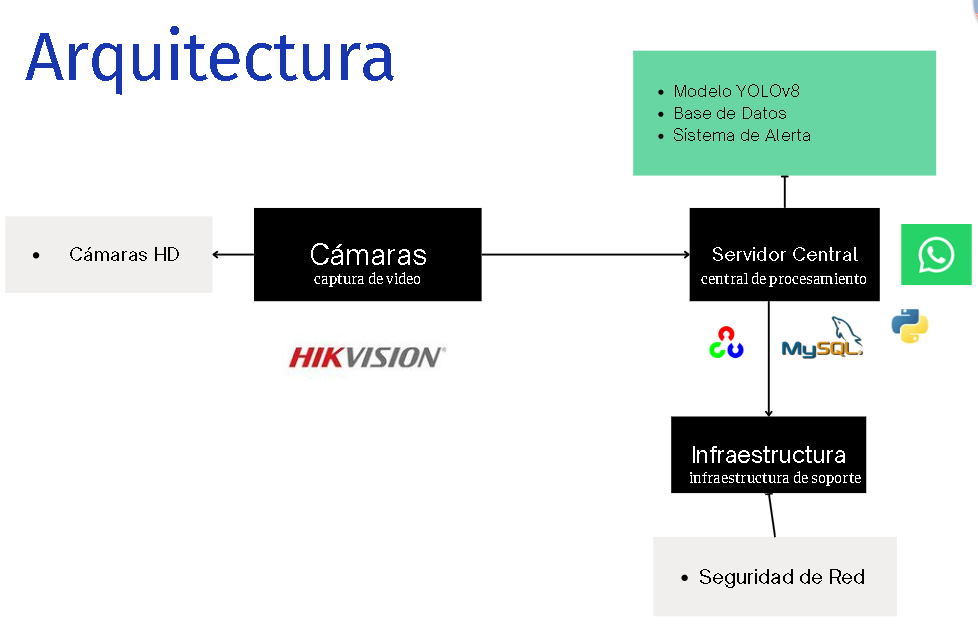 Arquitectura
• Modelo YOLOv8
• Base de Datos
• Sistema de Alerta
• Cámaras HD
Cámaras
captura de video
Servidor Central
central de procesamiento
HIKVISION®
MySQL®
Infraestructura
infraestructura de soporte
• Seguridad de Red